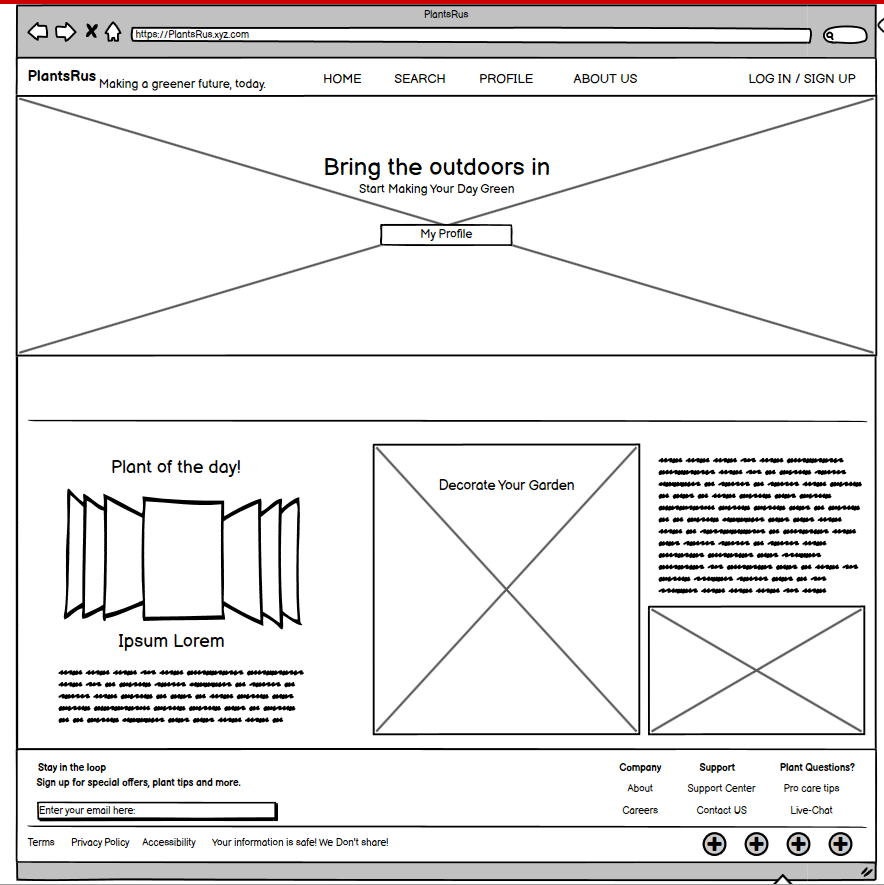 PlantsRus
https://PlantsRus.xyz.com
PlantsRus Making a greener future, today. HOME SEARCH PROFILE ABOUT US LOG IN / SIGN UP
Bring the outdoors in
Start Making Your Day Green
My Profile
Plant of the day!
Ipsum Lorem
Decorate Your Garden
Stay in the loop
Sign up for special offers, plant tips and more.
Enter your email here:
Company Support Plant Questions?
About Support Center Pro care tips
Careers Contact US Live-Chat
Terms Privacy Policy Accessibility Your information is safe! We Don't share!